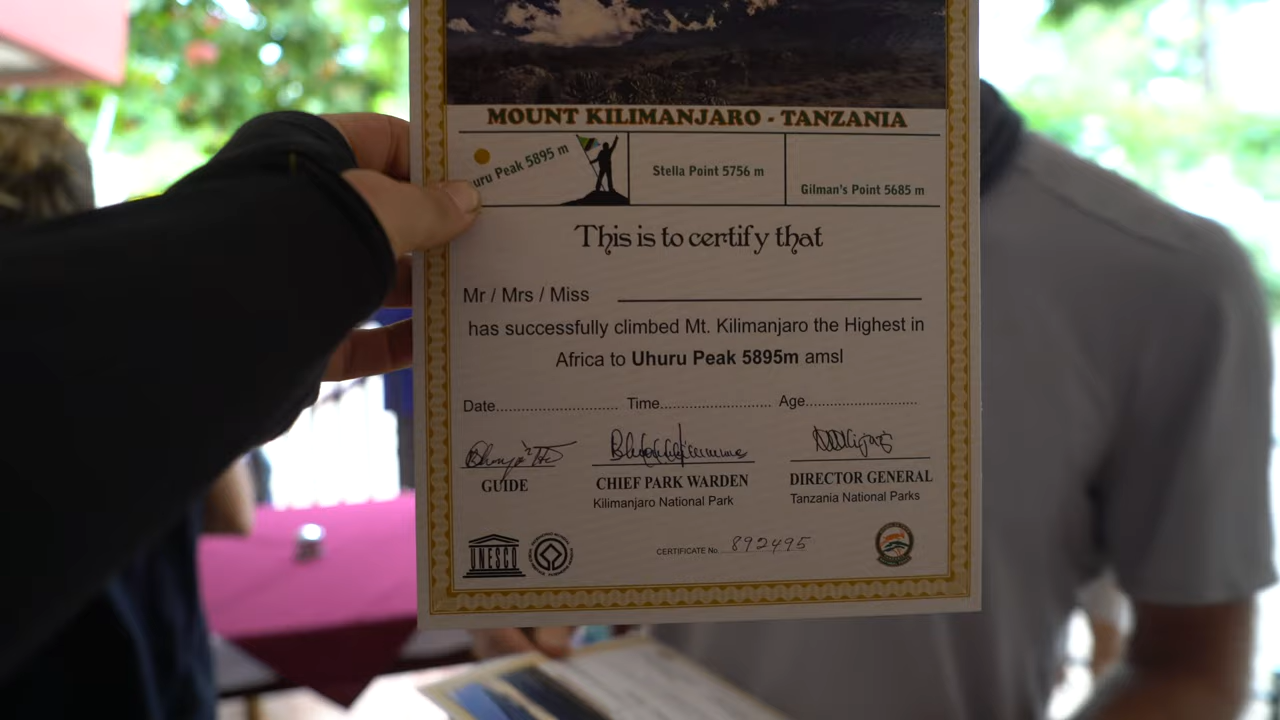 MOUNT KILIMANJARO - TANZANIA
uru Peak 5895 m
Stella Point 5756 m
Gilman's Point 5685 m
This is to certify that
Mr / Mrs / Miss
has successfully climbed Mt. Kilimanjaro the Highest in
Africa to Uhuru Peak 5895m amsl
Date............................ Time......................... Age...............................
GUIDE
CHIEF PARK WARDEN
Kilimanjaro National Park
DIRECTOR GENERAL
Tanzania National Parks
UNESCO
CERTIFICATE No 892495